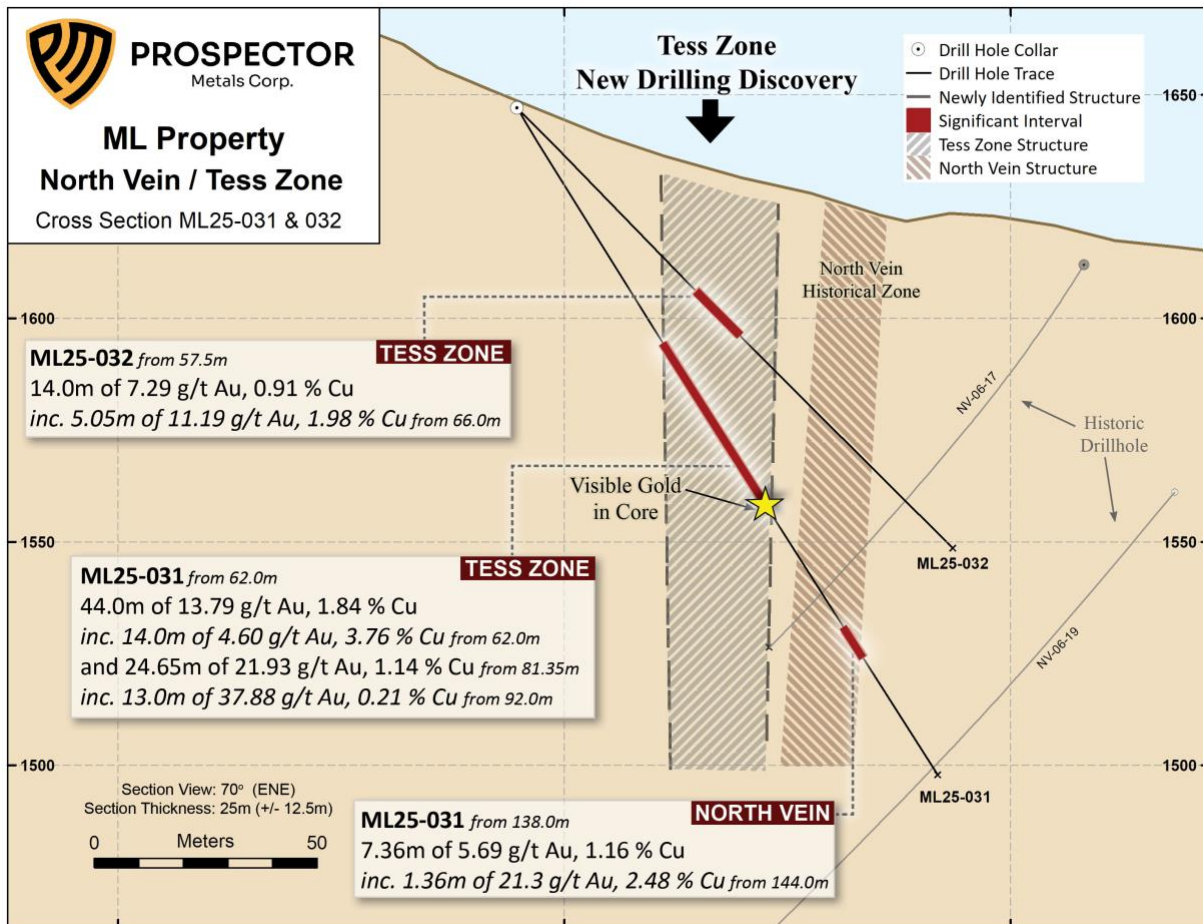 PROSPECTOR
Metals Corp.
ML Property
North Vein / Tess Zone
Cross Section ML25-031 & 032
Tess Zone
New Drilling Discovery
Drill Hole Collar
Drill Hole Trace
Newly Identified Structure
Significant Interval
Tess Zone Structure
North Vein Structure
1650
1650
North Vein
Historical Zone
1600
1600
ML25-032 from 57.5m
TESS ZONE
14.0m of 7.29 g/t Au, 0.91 % Cu
inc. 5.05m of 11.19 g/t Au, 1.98 % Cu from 66.0m
NV-06-17
Historic
Drillhole
Visible Gold
in Core
1550
1550
ML25-032
ML25-031 from 62.0m
TESS ZONE
44.0m of 13.79 g/t Au, 1.84 % Cu
inc. 14.0m of 4.60 g/t Au, 3.76 % Cu from 62.0m
and 24.65m of 21.93 g/t Au, 1.14 % Cu from 81.35m
inc. 13.0m of 37.88 g/t Au, 0.21 % Cu from 92.0m
NV-06-19
1500
1500
ML25-031
Section View: 70° (ENE)
Section Thickness: 25m (+/- 12.5m)
0 Meters 50
ML25-031 from 138.0m
NORTH VEIN
7.36m of 5.69 g/t Au, 1.16 % Cu
inc. 1.36m of 21.3 g/t Au, 2.48 % Cu from 144.0m